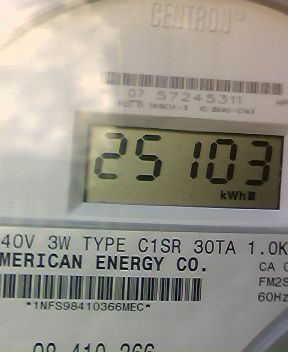 CENTRON®
07 57245311
25103
kWh
40V 3W TYPE C1SR 30TA 1.0K
MERICAN ENERGY CO.
CA 0
FM2S
*1NFS98410366MEC*
60Hz
98 410 366